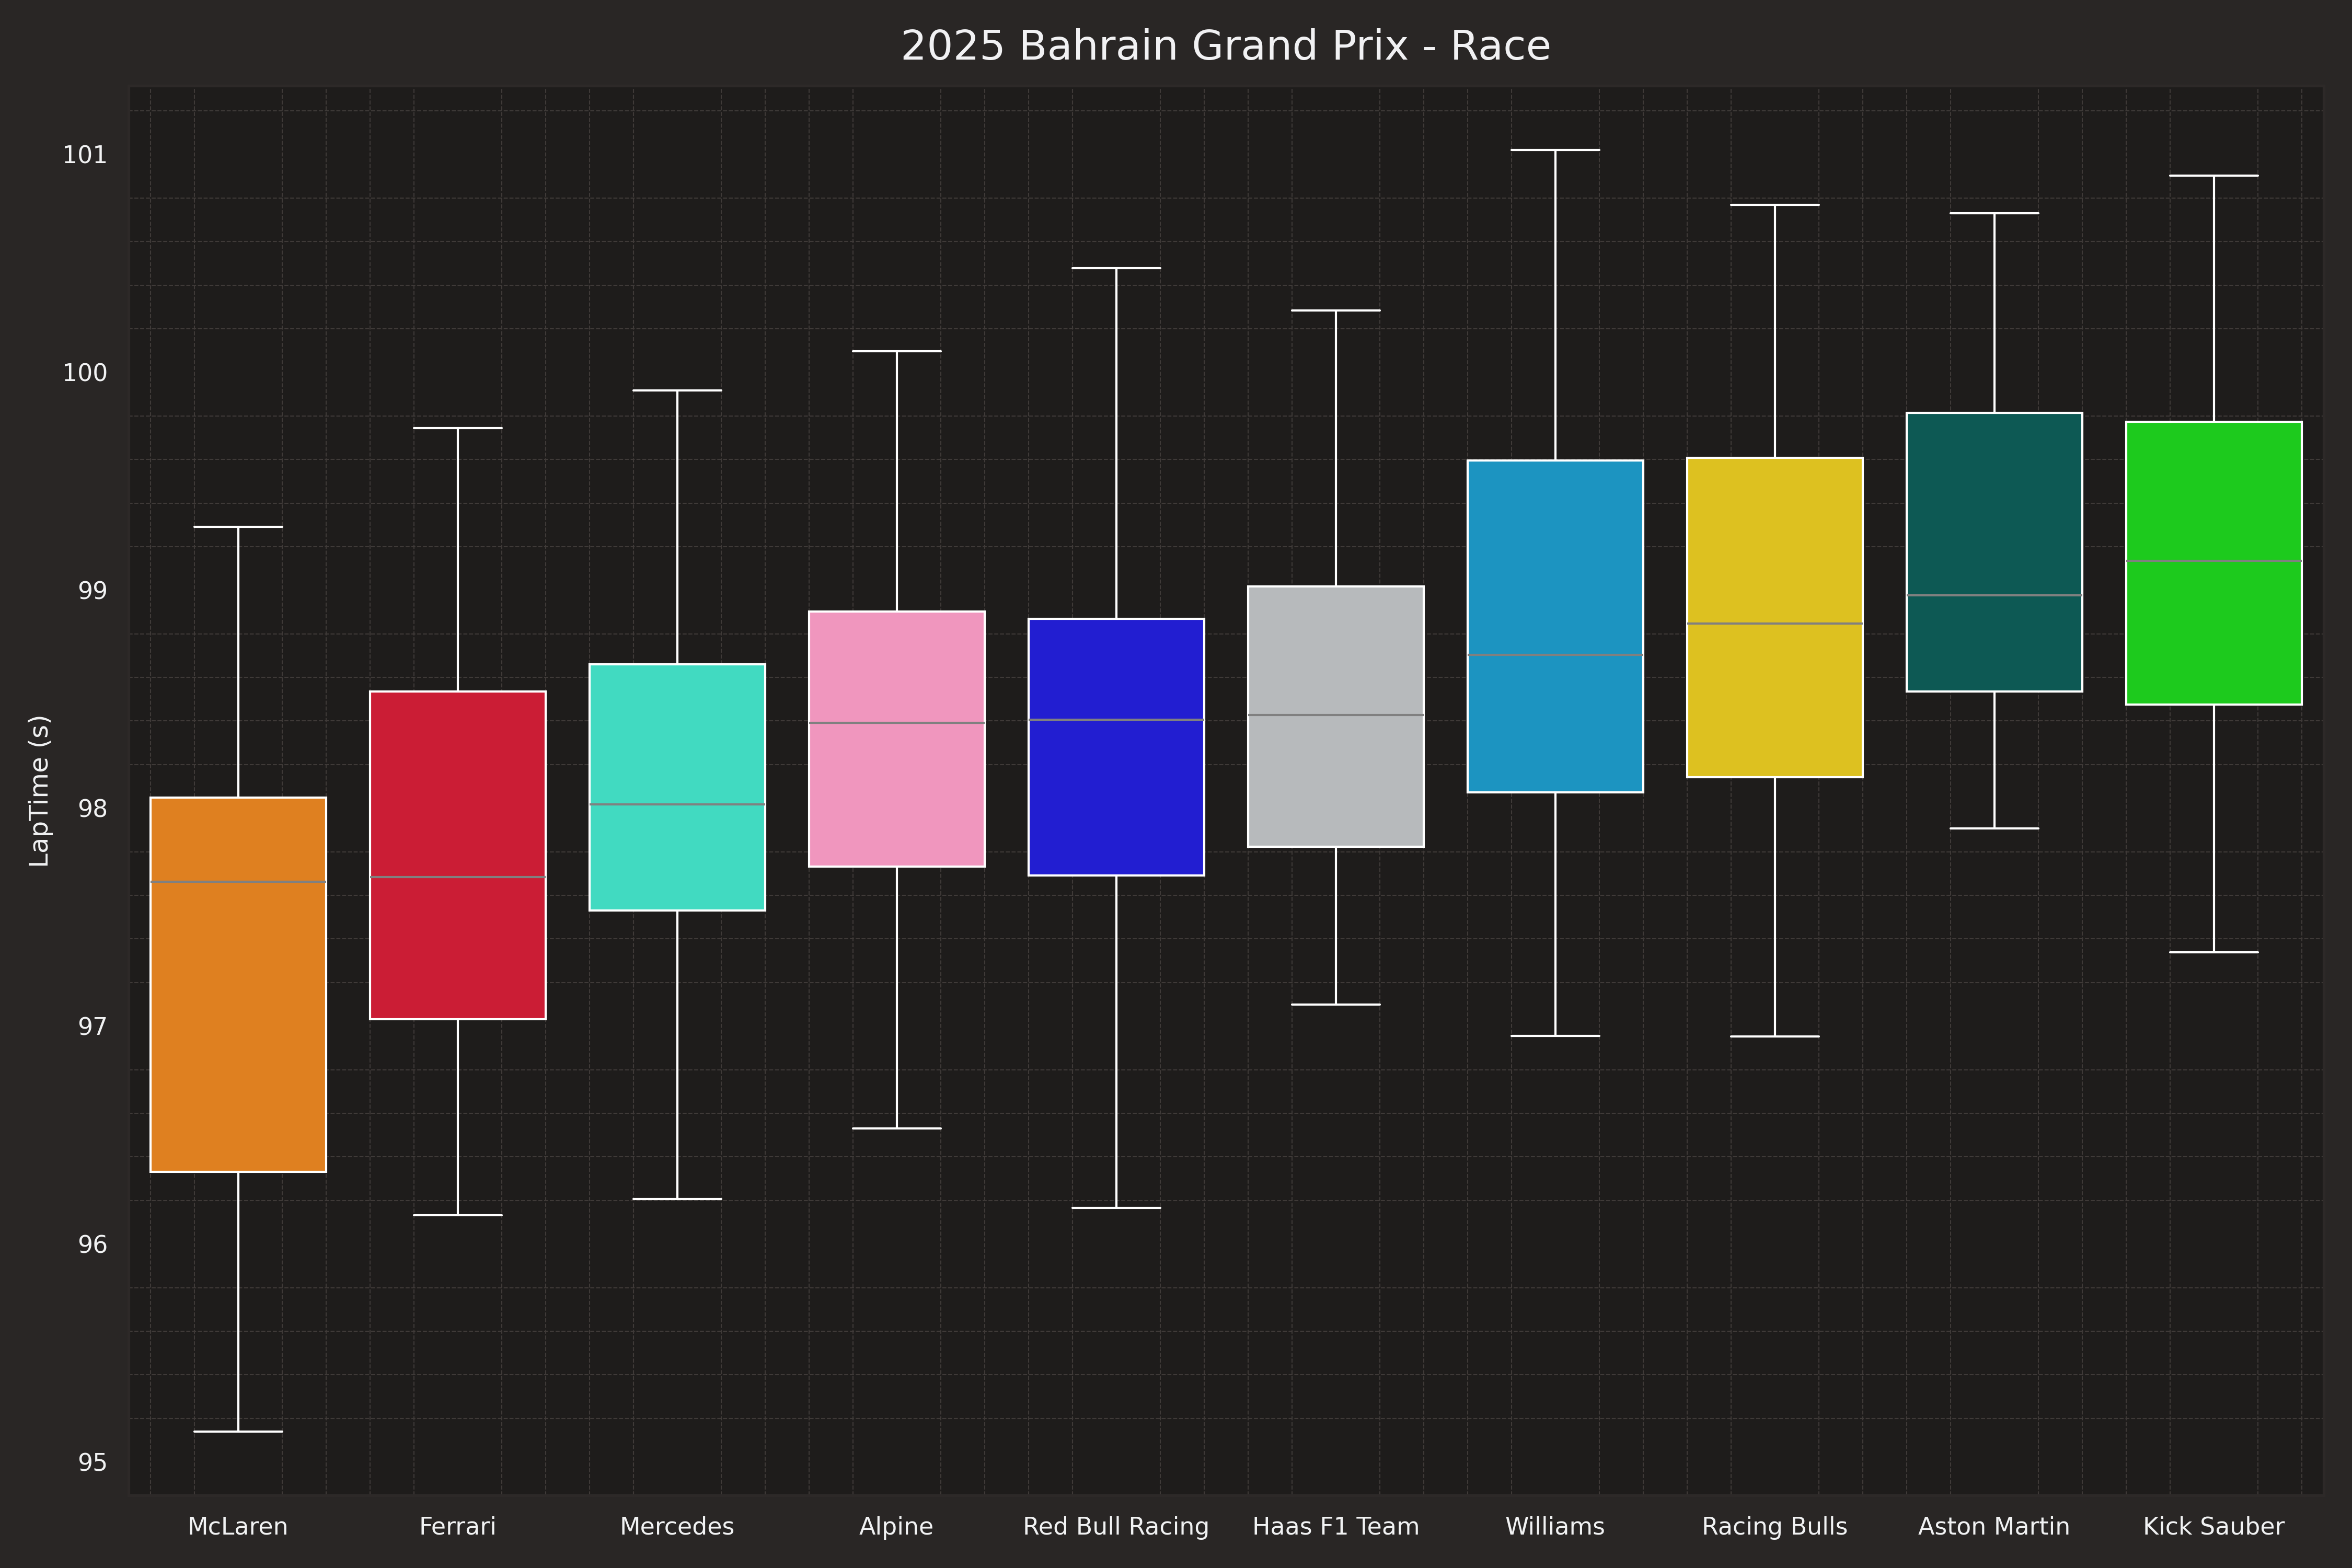 2025 Bahrain Grand Prix - Race
LapTime (s)
101
100
99
98
97
96
95
McLaren
Ferrari
Mercedes
Alpine
Red Bull Racing
Haas F1 Team
Williams
Racing Bulls
Aston Martin
Kick Sauber